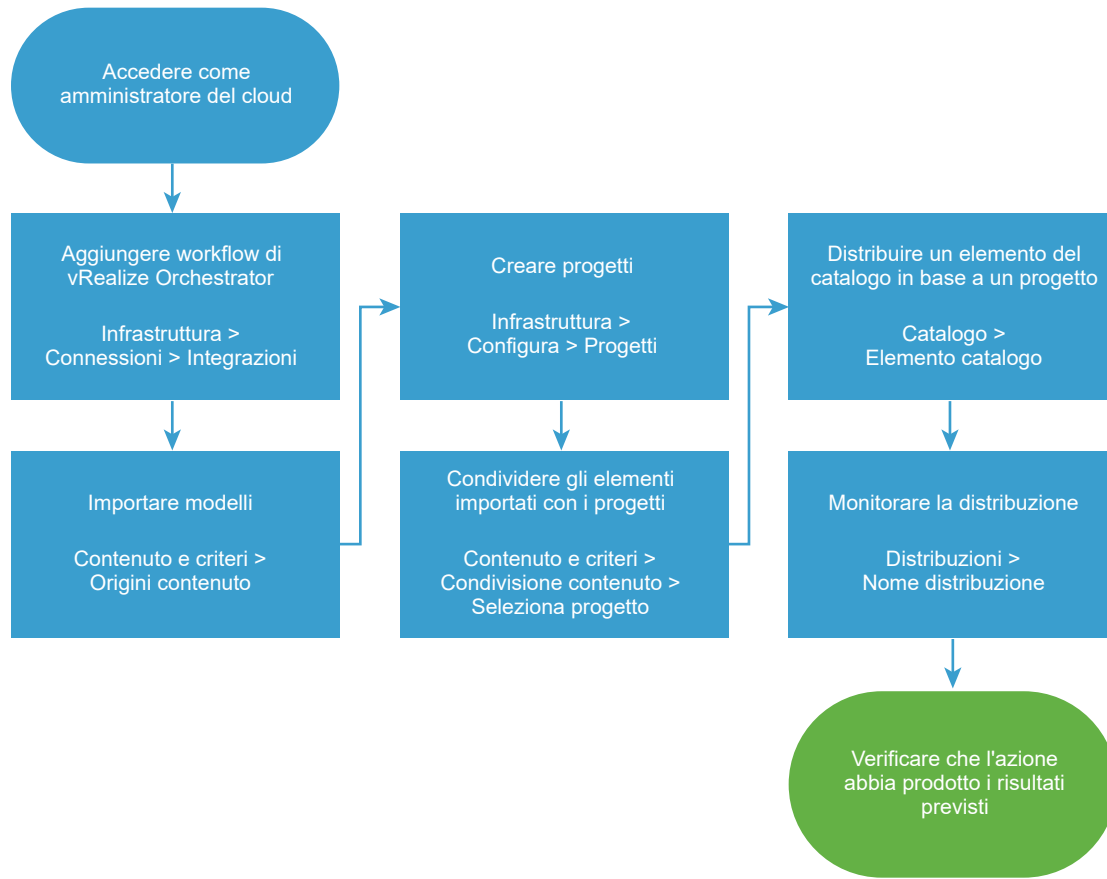 Accedere come
amministratore del cloud
Aggiungere workflow di
vRealize Orchestrator
Infrastruttura >
Connessioni > Integrazioni
Importare modelli
Contenuto e criteri >
Origini contenuto
Creare progetti
Infrastruttura >
Configura > Progetti
Condividere gli elementi
importati con i progetti
Contenuto e criteri >
Condivisione contenuto >
Seleziona progetto
Distribuire un elemento del
catalogo in base a un progetto
Catalogo >
Elemento catalogo
Monitorare la distribuzione
Distribuzioni >
Nome distribuzione
Verificare che l'azione
abbia prodotto i risultati
previsti